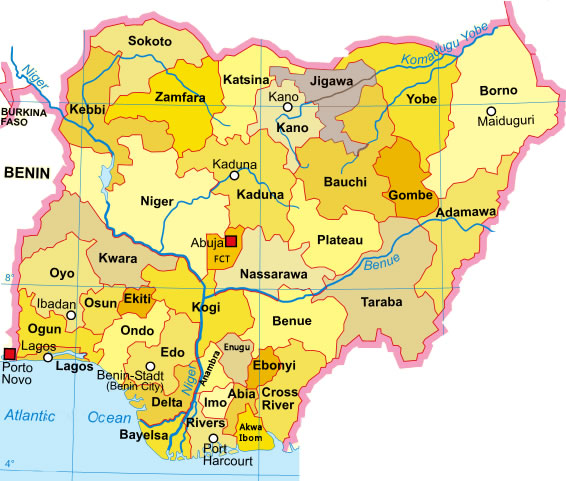 Sokoto
Niger
Komadugu Yobe
Katsina
Jigawa
Kebbi
Zamfara
Kano
Kano
Yobe
Borno
Maiduguri
BURKINA
FASO
BENIN
Kaduna
Kaduna
Bauchi
Gombe
Adamawa
Niger
Abuja
FCT
Plateau
Kwara
Nassarawa
Benue
8°
Oyo
Taraba
Ibadan
Osun
Ekiti
Kogi
Benue
Ogun
Ondo
Lagos
Lagos
Edo
Enugu
Anambra
Ebonyi
Porto
Novo
Benin-Stadt
(Benin City)
Niger
Delta
Imo
Abia
Cross
River
Atlantic Ocean
Bayelsa
Rivers
Akwa
Ibom
Port
Harcourt
4°